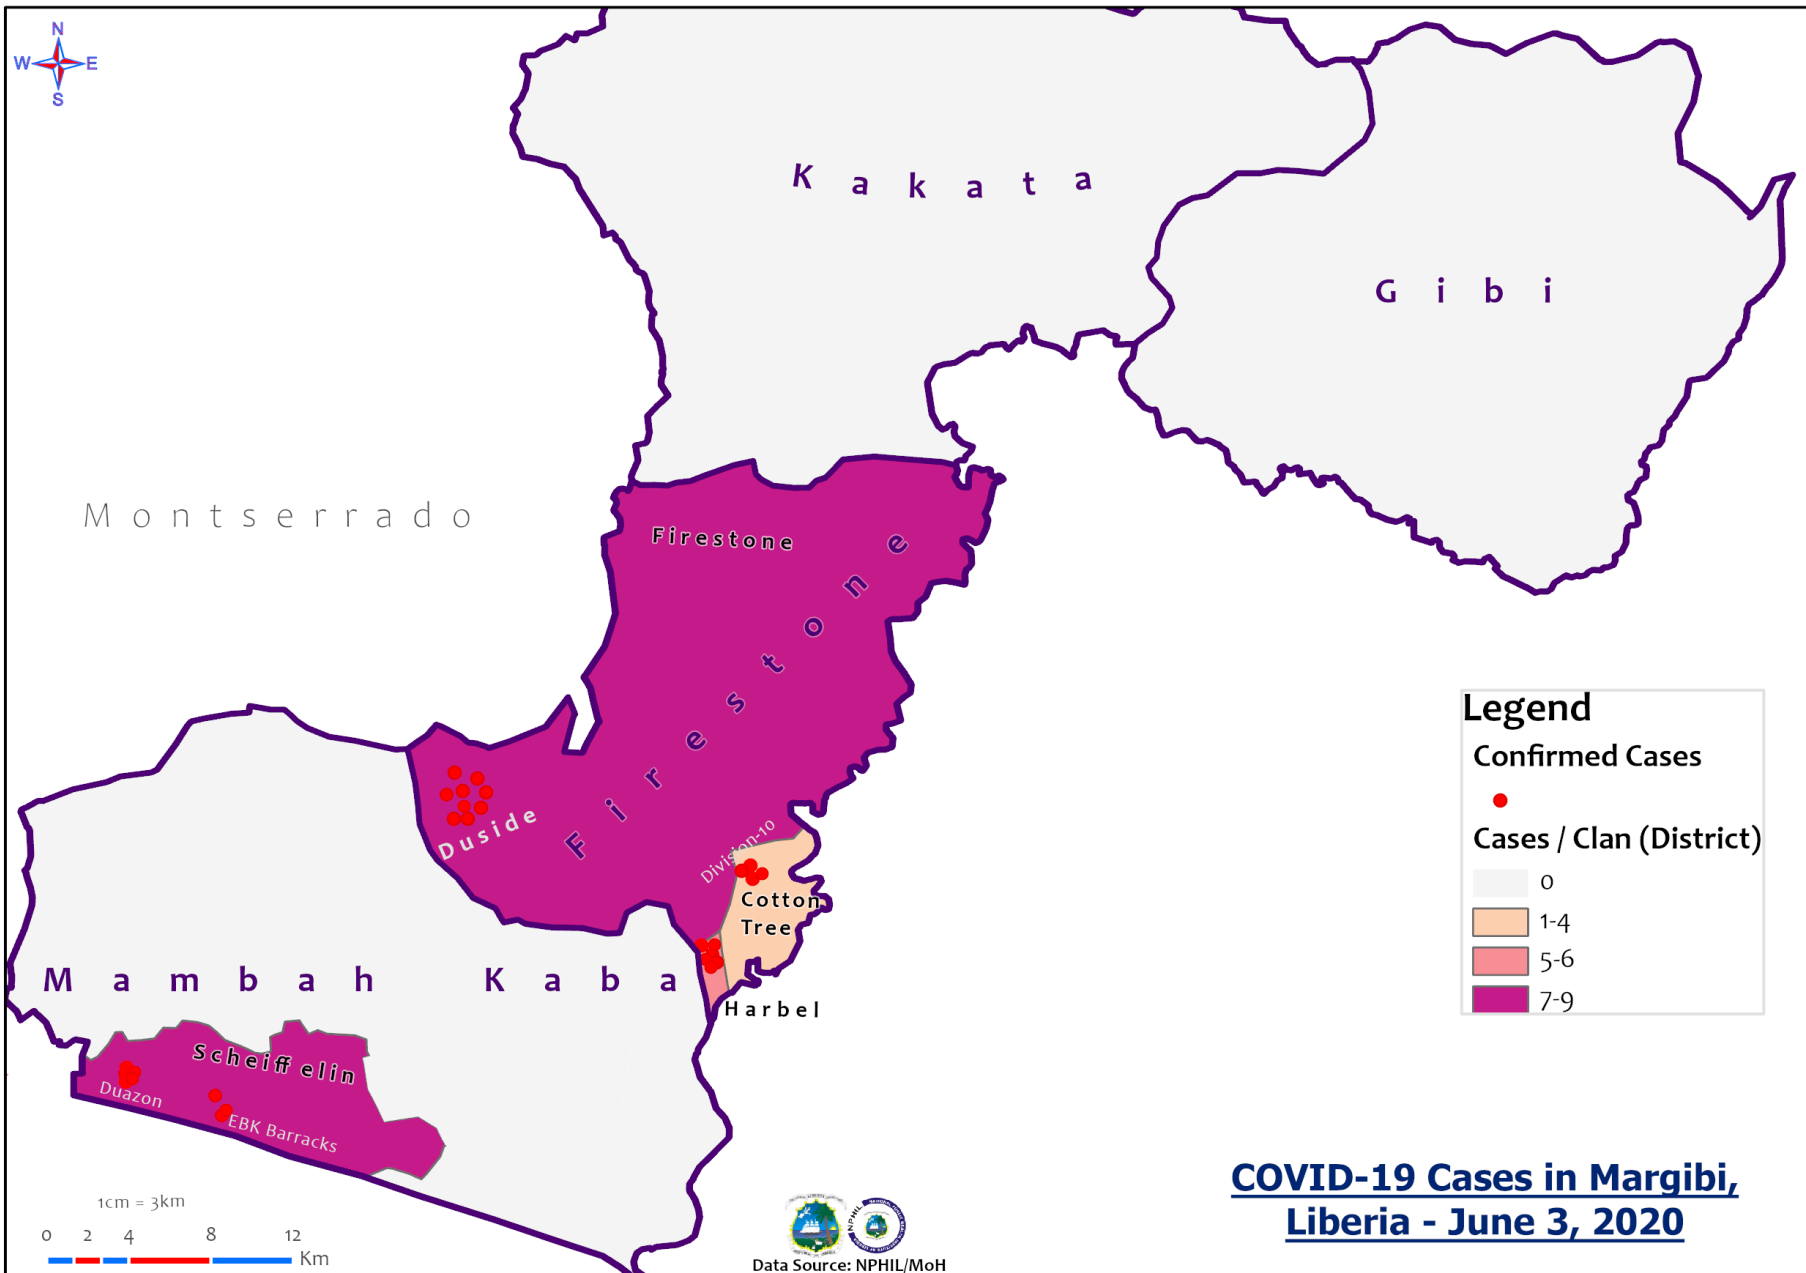 N
W E
S
Kakata
Gibi
Montserrado
Firestone
Firestone
Duside
Division-10
Cotton
Tree
Mambah Kaba
Harbel
Scheiffelin
Duazon
EBK Barracks
Legend
Confirmed Cases
Cases / Clan (District)
0
1-4
5-6
7-9
1cm = 3km
0 2 4 8 12
Km
NPHIL
Data Source: NPHIL/MoH
COVID-19 Cases in Margibi,
Liberia - June 3, 2020